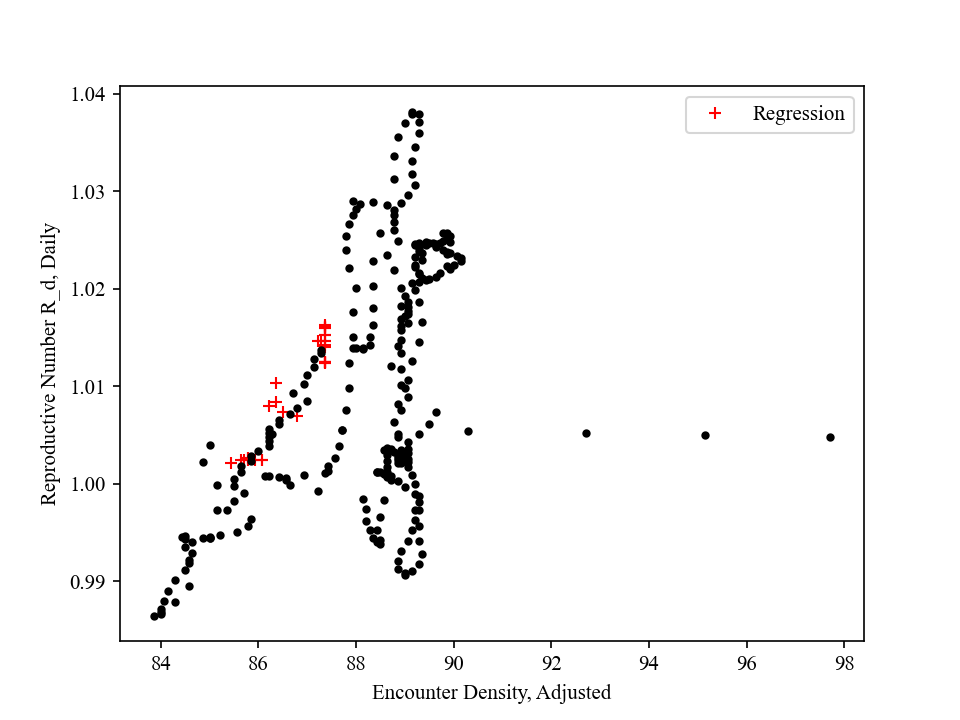 Regression
1.04
1.03
1.02
1.01
1.00
0.99
Reproductive Number R_d, Daily
84 86 88 90 92 94 96 98
Encounter Density, Adjusted